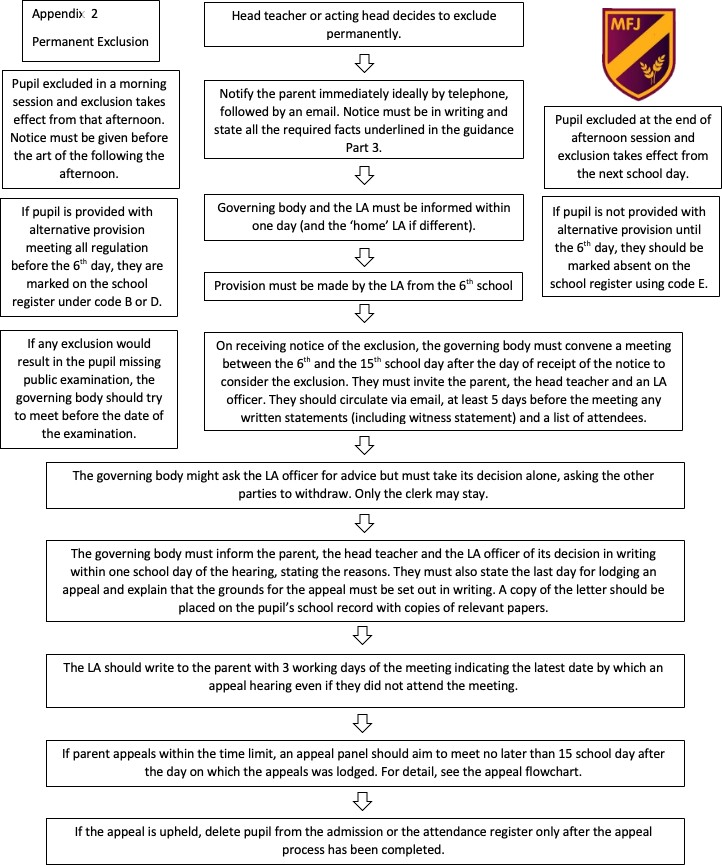 Appendix 2
Permanent Exclusion
Head teacher or acting head decides to exclude
permanently.
MFJ
Pupil excluded in a morning
session and exclusion takes
effect from that afternoon.
Notice must be given before
the art of the following the
afternoon.
Notify the parent immediately ideally by telephone,
followed by an email. Notice must be in writing and
state all the required facts underlined in the guidance
Part 3.
Pupil excluded at the end of
afternoon session and
exclusion takes effect from
the next school day.
If pupil is provided with
alternative provision
meeting all regulation
before the 6th day, they are
marked on the school
register under code B or D.
Governing body and the LA must be informed within
one day (and the ‘home’ LA if different).
If pupil is not provided with
alternative provision until
the 6th day, they should be
marked absent on the
school register using code E.
Provision must be made by the LA from the 6th school
If any exclusion would
result in the pupil missing
public examination, the
governing body should try
to meet before the date of
the examination.
On receiving notice of the exclusion, the governing body must convene a meeting
between the 6th and the 15th school day after the day of receipt of the notice to
consider the exclusion. They must invite the parent, the head teacher and an LA
officer. They should circulate via email, at least 5 days before the meeting any
written statements (including witness statement) and a list of attendees.
The governing body might ask the LA officer for advice but must take its decision alone, asking the other
parties to withdraw. Only the clerk may stay.
The governing body must inform the parent, the head teacher and the LA officer of its decision in writing
within one school day of the hearing, stating the reasons. They must also state the last day for lodging an
appeal and explain that the grounds for the appeal must be set out in writing. A copy of the letter should be
placed on the pupil’s school record with copies of relevant papers.
The LA should write to the parent with 3 working days of the meeting indicating the latest date by which an
appeal hearing even if they did not attend the meeting.
If parent appeals within the time limit, an appeal panel should aim to meet no later than 15 school day after
the day on which the appeals was lodged. For detail, see the appeal flowchart.
If the appeal is upheld, delete pupil from the admission or the attendance register only after the appeal
process has been completed.